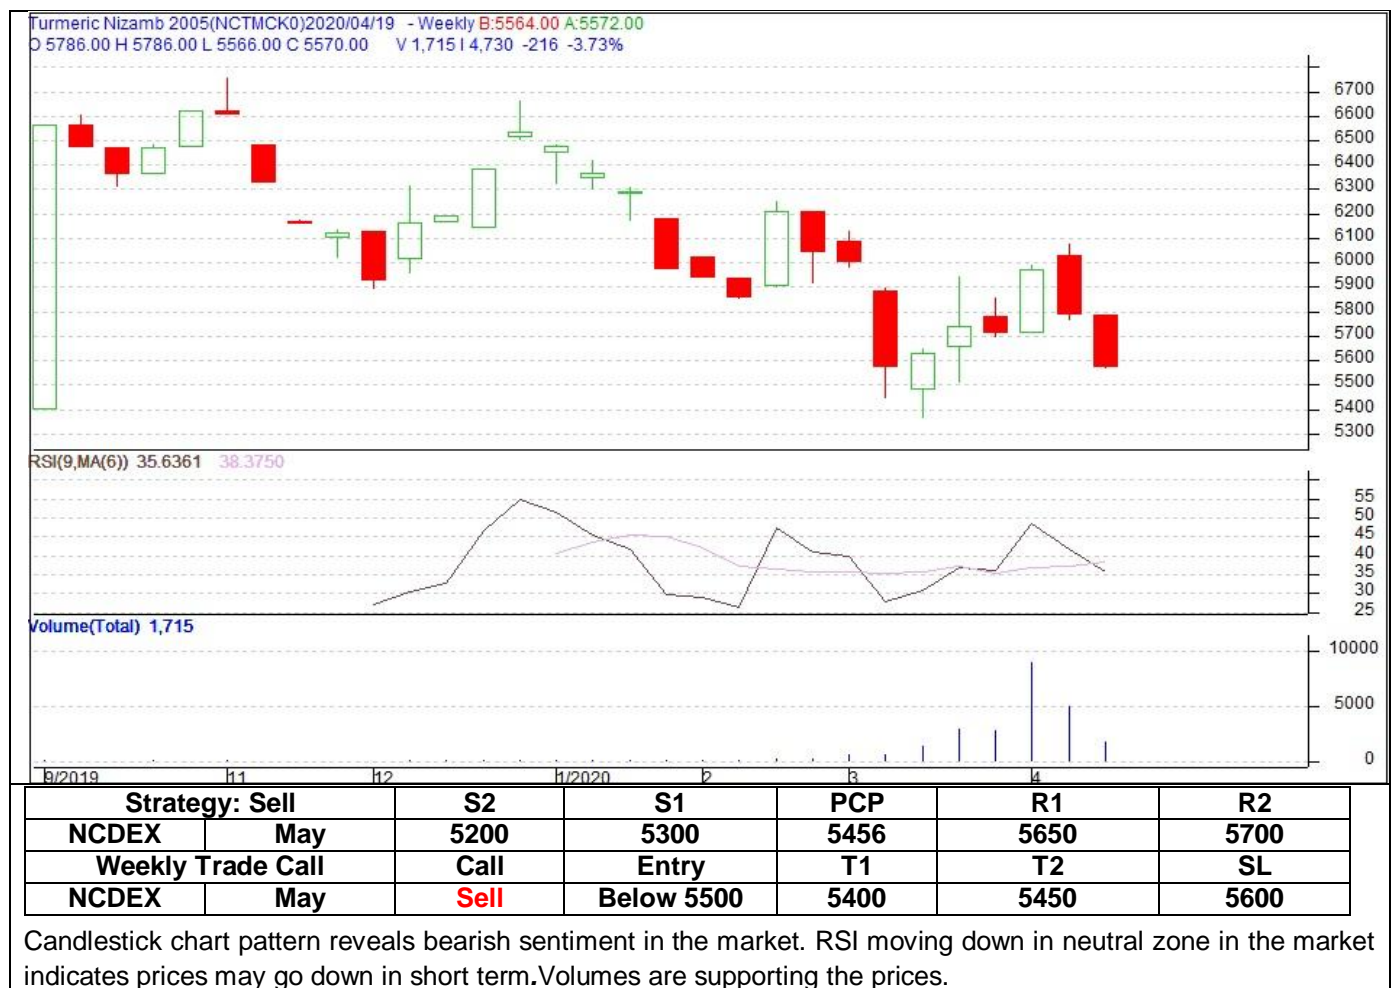 Turmeric Nizamb 2005(NCTMCK0)2020/04/19 - Weekly B:5564.00 A:5572.00
O 5786.00 H 5786.00 L 5566.00 C 5570.00 V 1,715 I 4,730 -216 -3.73%
6700
6600
6500
6400
6300
6200
6100
6000
5900
5800
5700
5600
5500
5400
5300
RSI(9,MA(6)) 35.6361 38.3750
55
50
45
40
35
30
25
Volume(Total) 1,715
10000
5000
0
9/2019 11 12 1/2020 2 3 4
Strategy: Sell S2 S1 PCP R1 R2
NCDEX May 5200 5300 5456 5650 5700
Weekly Trade Call Call Entry T1 T2 SL
NCDEX May Sell Below 5500 5400 5450 5600
Candlestick chart pattern reveals bearish sentiment in the market. RSI moving down in neutral zone in the market
indicates prices may go down in short term.Volumes are supporting the prices.